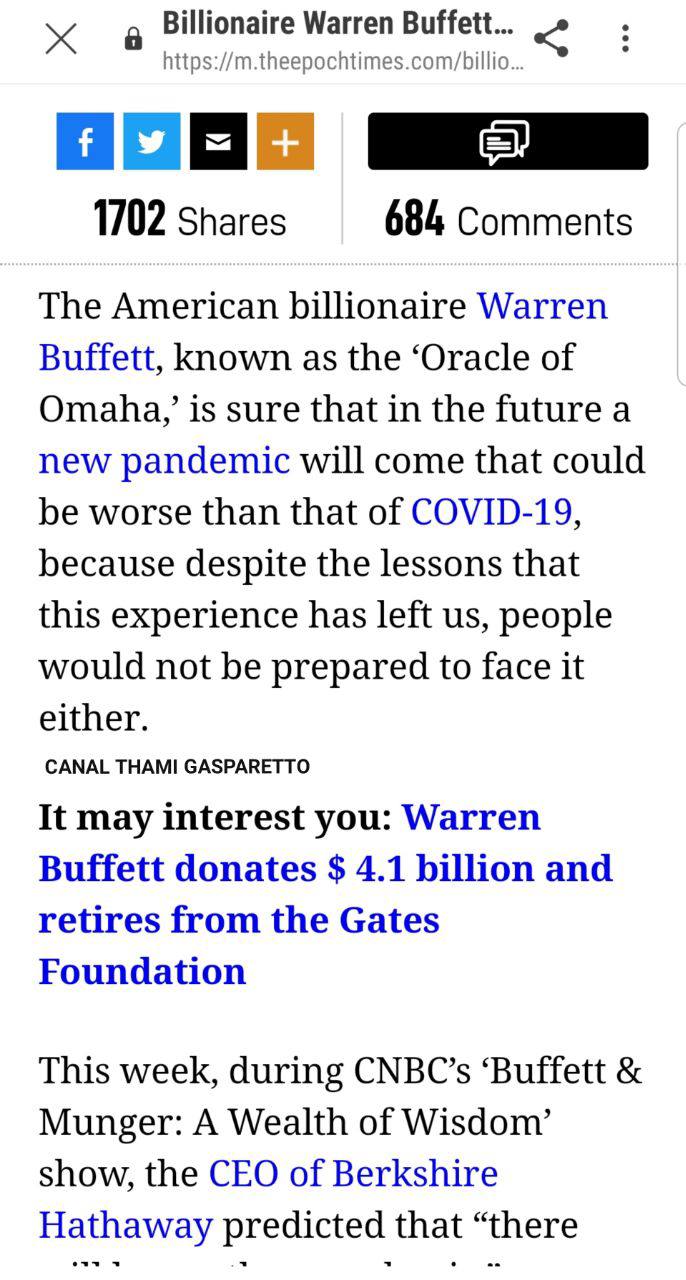 Billionaire Warren Buffett...
https://m.theepochtimes.com/billio...
1702 Shares
684 Comments
The American billionaire Warren
Buffett, known as the ‘Oracle of
Omaha,’ is sure that in the future a
new pandemic will come that could
be worse than that of COVID-19,
because despite the lessons that
this experience has left us, people
would not be prepared to face it
either.
CANAL THAMI GASPARETTO
It may interest you: Warren
Buffett donates $ 4.1 billion and
retires from the Gates
Foundation
This week, during CNBC’s ‘Buffett &
Munger: A Wealth of Wisdom’
show, the CEO of Berkshire
Hathaway predicted that “there